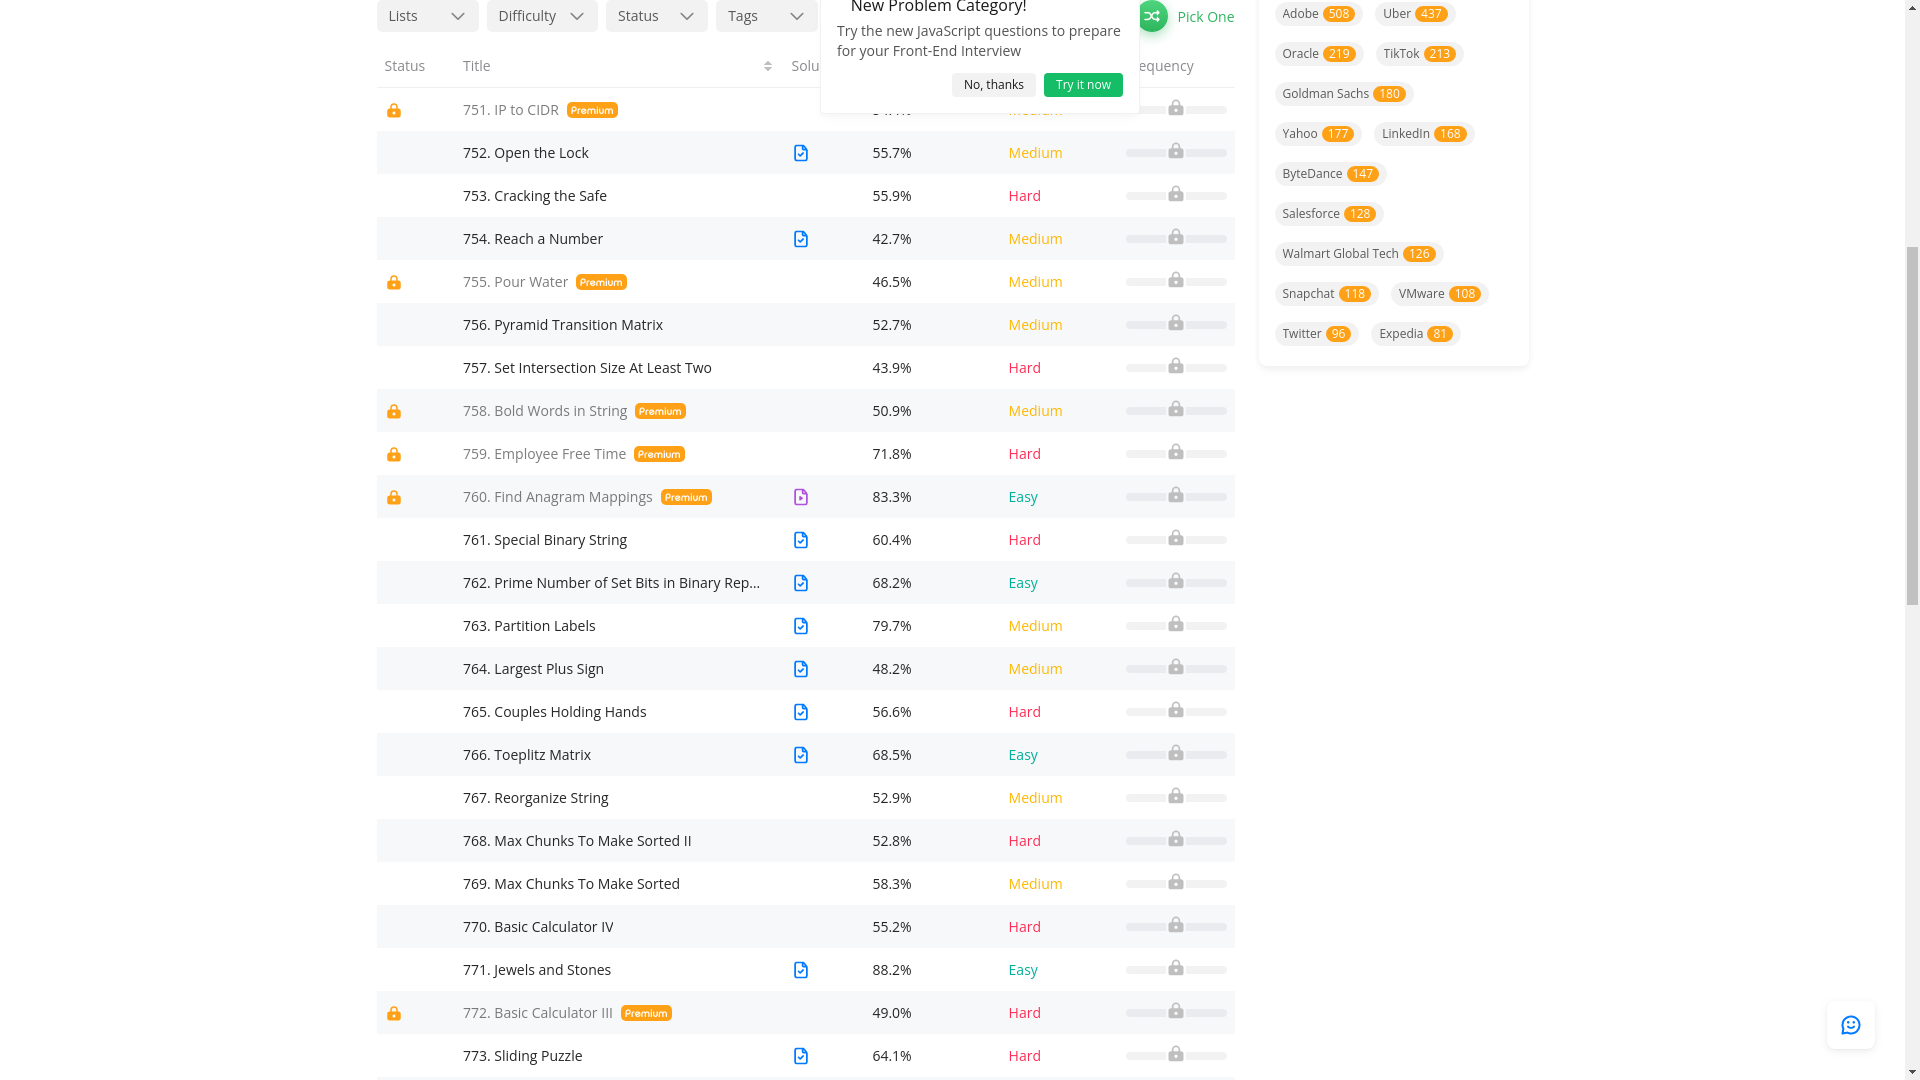 Lists
Difficulty
Status
Tags
New Problem Category!
Try the new JavaScript questions to prepare
for your Front-End Interview
No, thanks
Try it now
Pick One
Status
Title
Solu
equency
751. IP to CIDR Premium
752. Open the Lock 55.7% Medium
753. Cracking the Safe 55.9% Hard
754. Reach a Number 42.7% Medium
755. Pour Water Premium 46.5% Medium
756. Pyramid Transition Matrix 52.7% Medium
757. Set Intersection Size At Least Two 43.9% Hard
758. Bold Words in String Premium 50.9% Medium
759. Employee Free Time Premium 71.8% Hard
760. Find Anagram Mappings Premium 83.3% Easy
761. Special Binary String 60.4% Hard
762. Prime Number of Set Bits in Binary Rep... 68.2% Easy
763. Partition Labels 79.7% Medium
764. Largest Plus Sign 48.2% Medium
765. Couples Holding Hands 56.6% Hard
766. Toeplitz Matrix 68.5% Easy
767. Reorganize String 52.9% Medium
768. Max Chunks To Make Sorted II 52.8% Hard
769. Max Chunks To Make Sorted 58.3% Medium
770. Basic Calculator IV 55.2% Hard
771. Jewels and Stones 88.2% Easy
772. Basic Calculator III Premium 49.0% Hard
773. Sliding Puzzle 64.1% Hard
Adobe 508 Uber 437
Oracle 219 TikTok 213
Goldman Sachs 180
Yahoo 177 LinkedIn 168
ByteDance 147
Salesforce 128
Walmart Global Tech 126
Snapchat 118 VMware 108
Twitter 96 Expedia 81